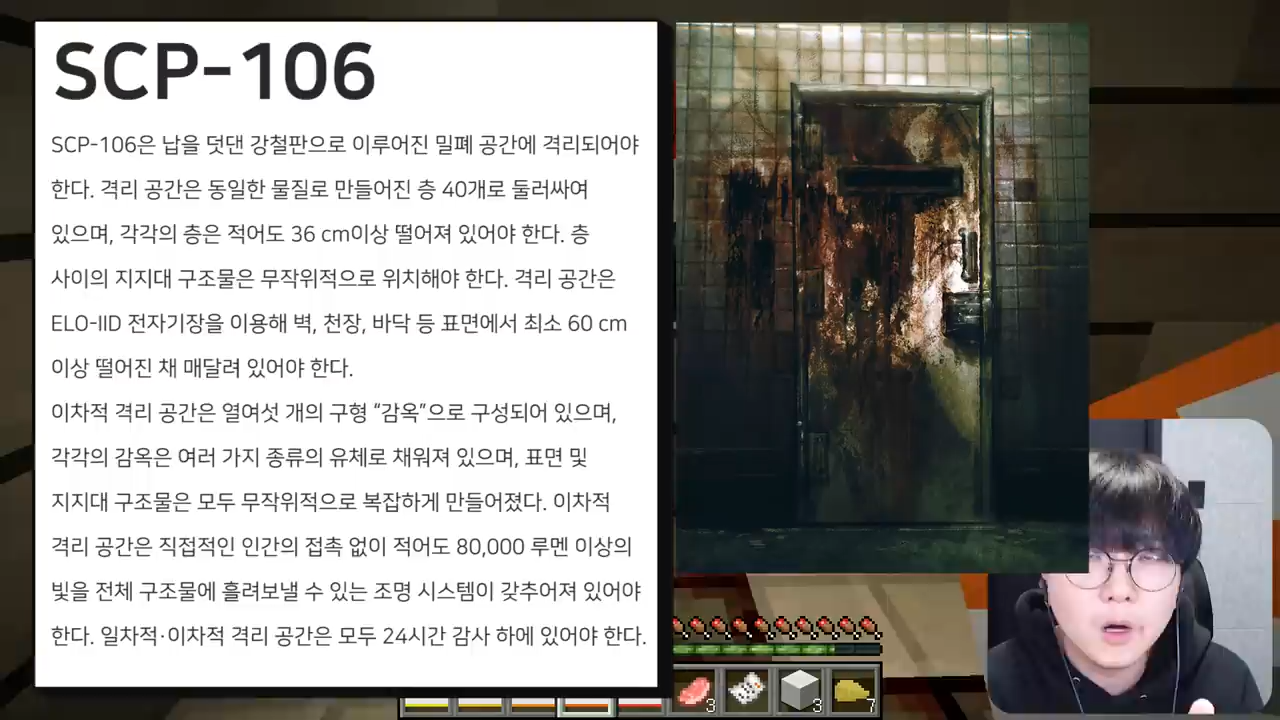 SCP-106
SCP-106은 납을 덧댄 강철판으로 이루어진 밀폐 공간에 격리되어야
한다. 격리 공간은 동일한 물질로 만들어진 층 40개로 둘러싸여
있으며, 각각의 층은 적어도 36 cm이상 떨어져 있어야 한다. 층
사이의 지지대 구조물은 무작위적으로 위치해야 한다. 격리 공간은
ELO-IID 전자기장을 이용해 벽, 천장, 바닥 등 표면에서 최소 60 cm
이상 떨어진 채 매달려 있어야 한다.
이차적 격리 공간은 열여섯 개의 구형 “감옥”으로 구성되어 있으며,
각각의 감옥은 여러 가지 종류의 유체로 채워져 있으며, 표면 및
지지대 구조물은 모두 무작위적으로 복잡하게 만들어졌다. 이차적
격리 공간은 직접적인 인간의 접촉 없이 적어도 80,000 루멘 이상의
빛을 전체 구조물에 흘려보낼 수 있는 조명 시스템이 갖추어져 있어야
한다. 일차적·이차적 격리 공간은 모두 24시간 감사 하에 있어야 한다.
3 3 7